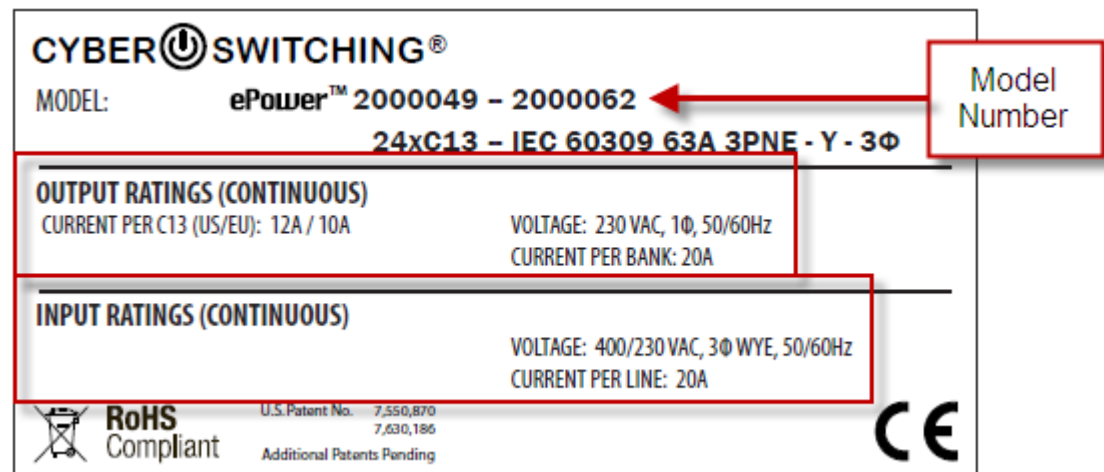 CYBER SWITCHING®
MODEL: ePower™ 2000049 – 2000062
24xC13 – IEC 60309 63A 3PNE - Y - 3Φ
Model
Number
OUTPUT RATINGS (CONTINUOUS)
CURRENT PER C13 (US/EU): 12A / 10A VOLTAGE: 230 VAC, 1Φ, 50/60Hz
CURRENT PER BANK: 20A
INPUT RATINGS (CONTINUOUS)
VOLTAGE: 400/230 VAC, 3Φ WYE, 50/60Hz
CURRENT PER LINE: 20A
RoHS
Compliant
U.S. Patent No. 7,550,870
7,630,186
Additional Patents Pending
CE